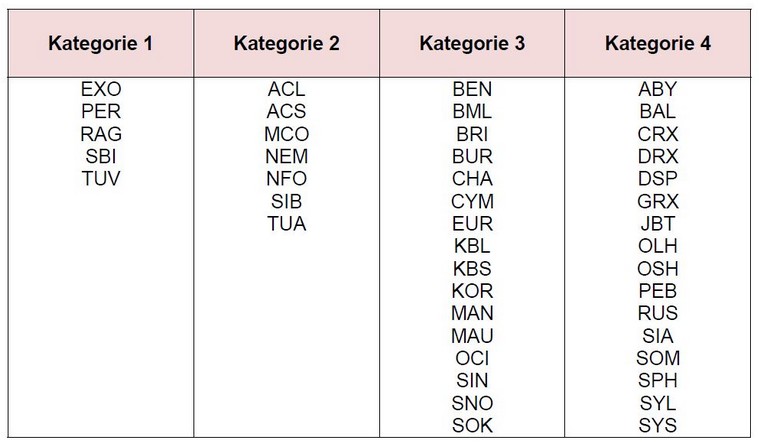 Kategorie 1 Kategorie 2 Kategorie 3 Kategorie 4
EXO ACL BEN ABY
PER ACS BML BAL
RAG MCO BRI CRX
SBI NEM BUR DRX
TUV NFO CHA DSP
SIB CYM GRX
TUA EUR JBT
KBL OLH
KBS OSH
KOR PEB
MAN RUS
MAU SIA
OCI SOM
SIN SPH
SNO SYL
SOK SYS